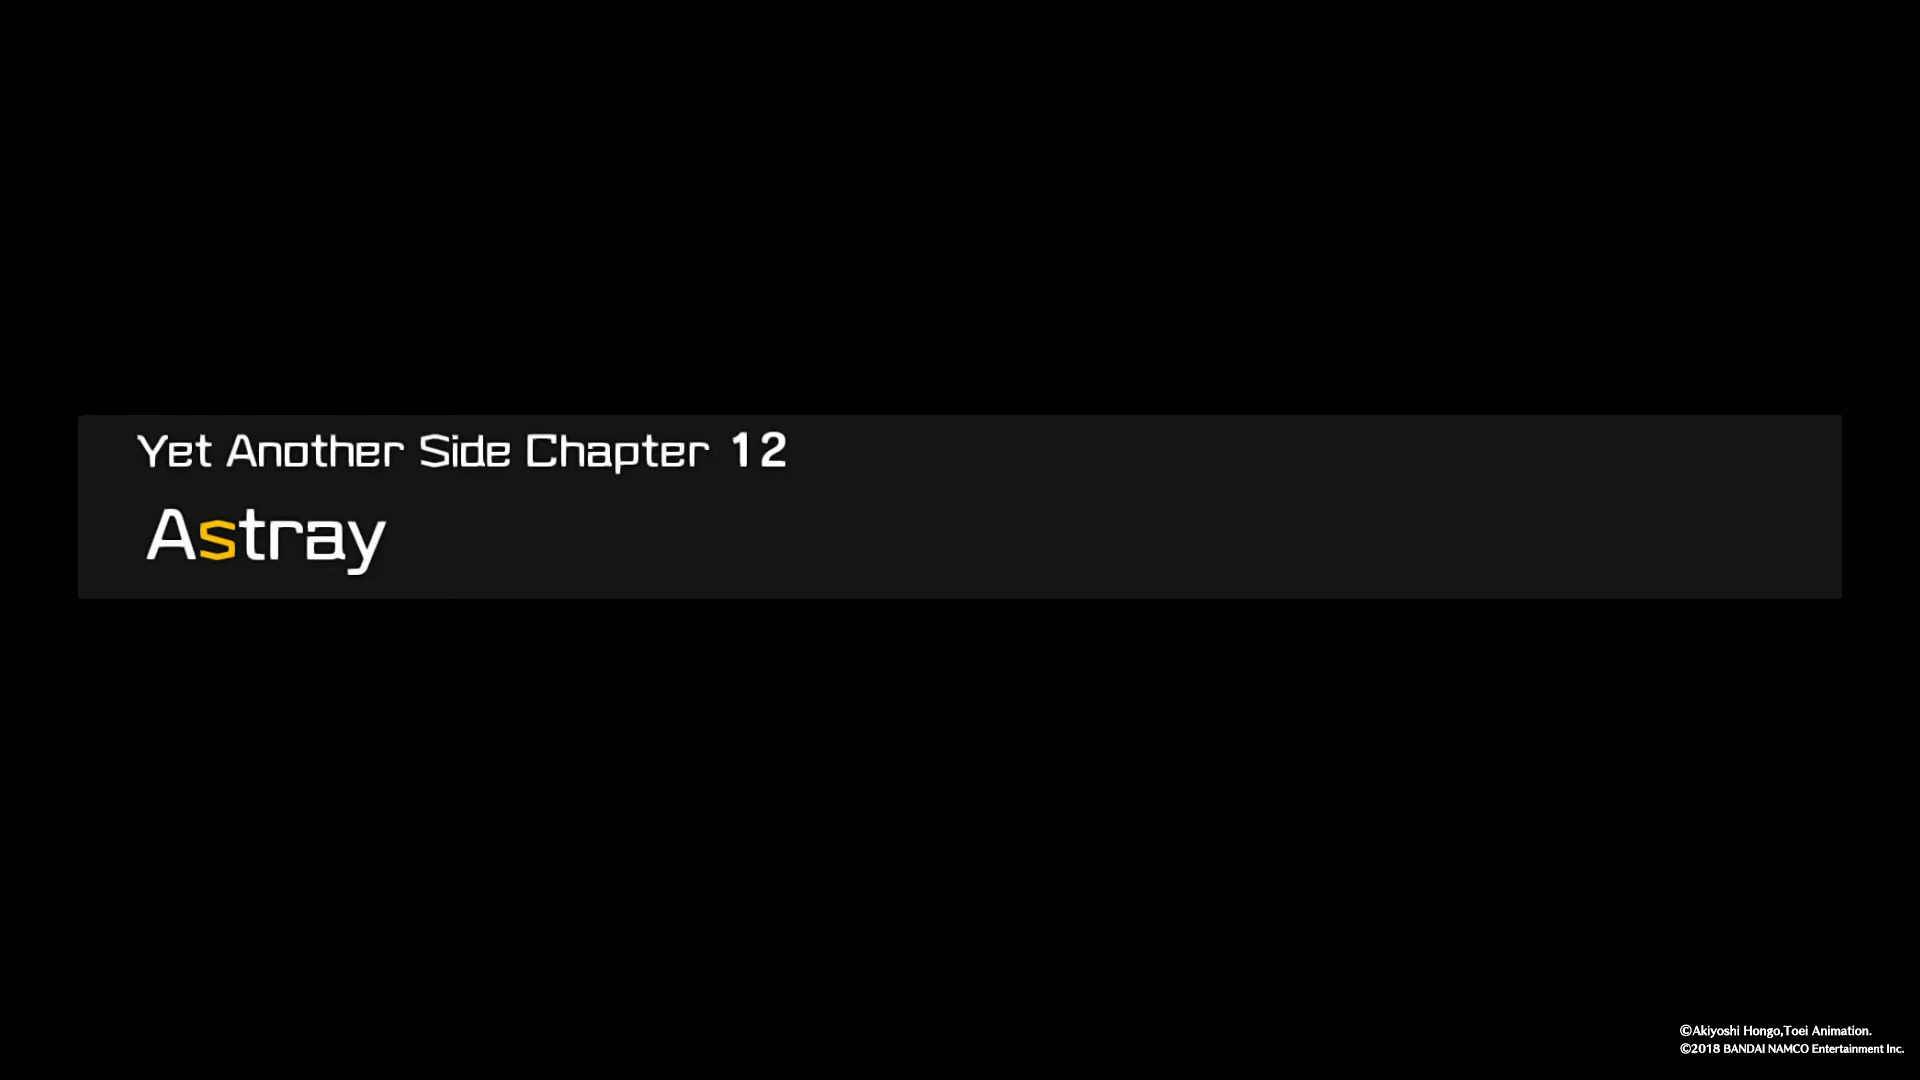 Yet Another Side Chapter 12
Astray
©Akiyoshi Hongo,Toei Animation.
©2018 BANDAI NAMCO Entertainment Inc.